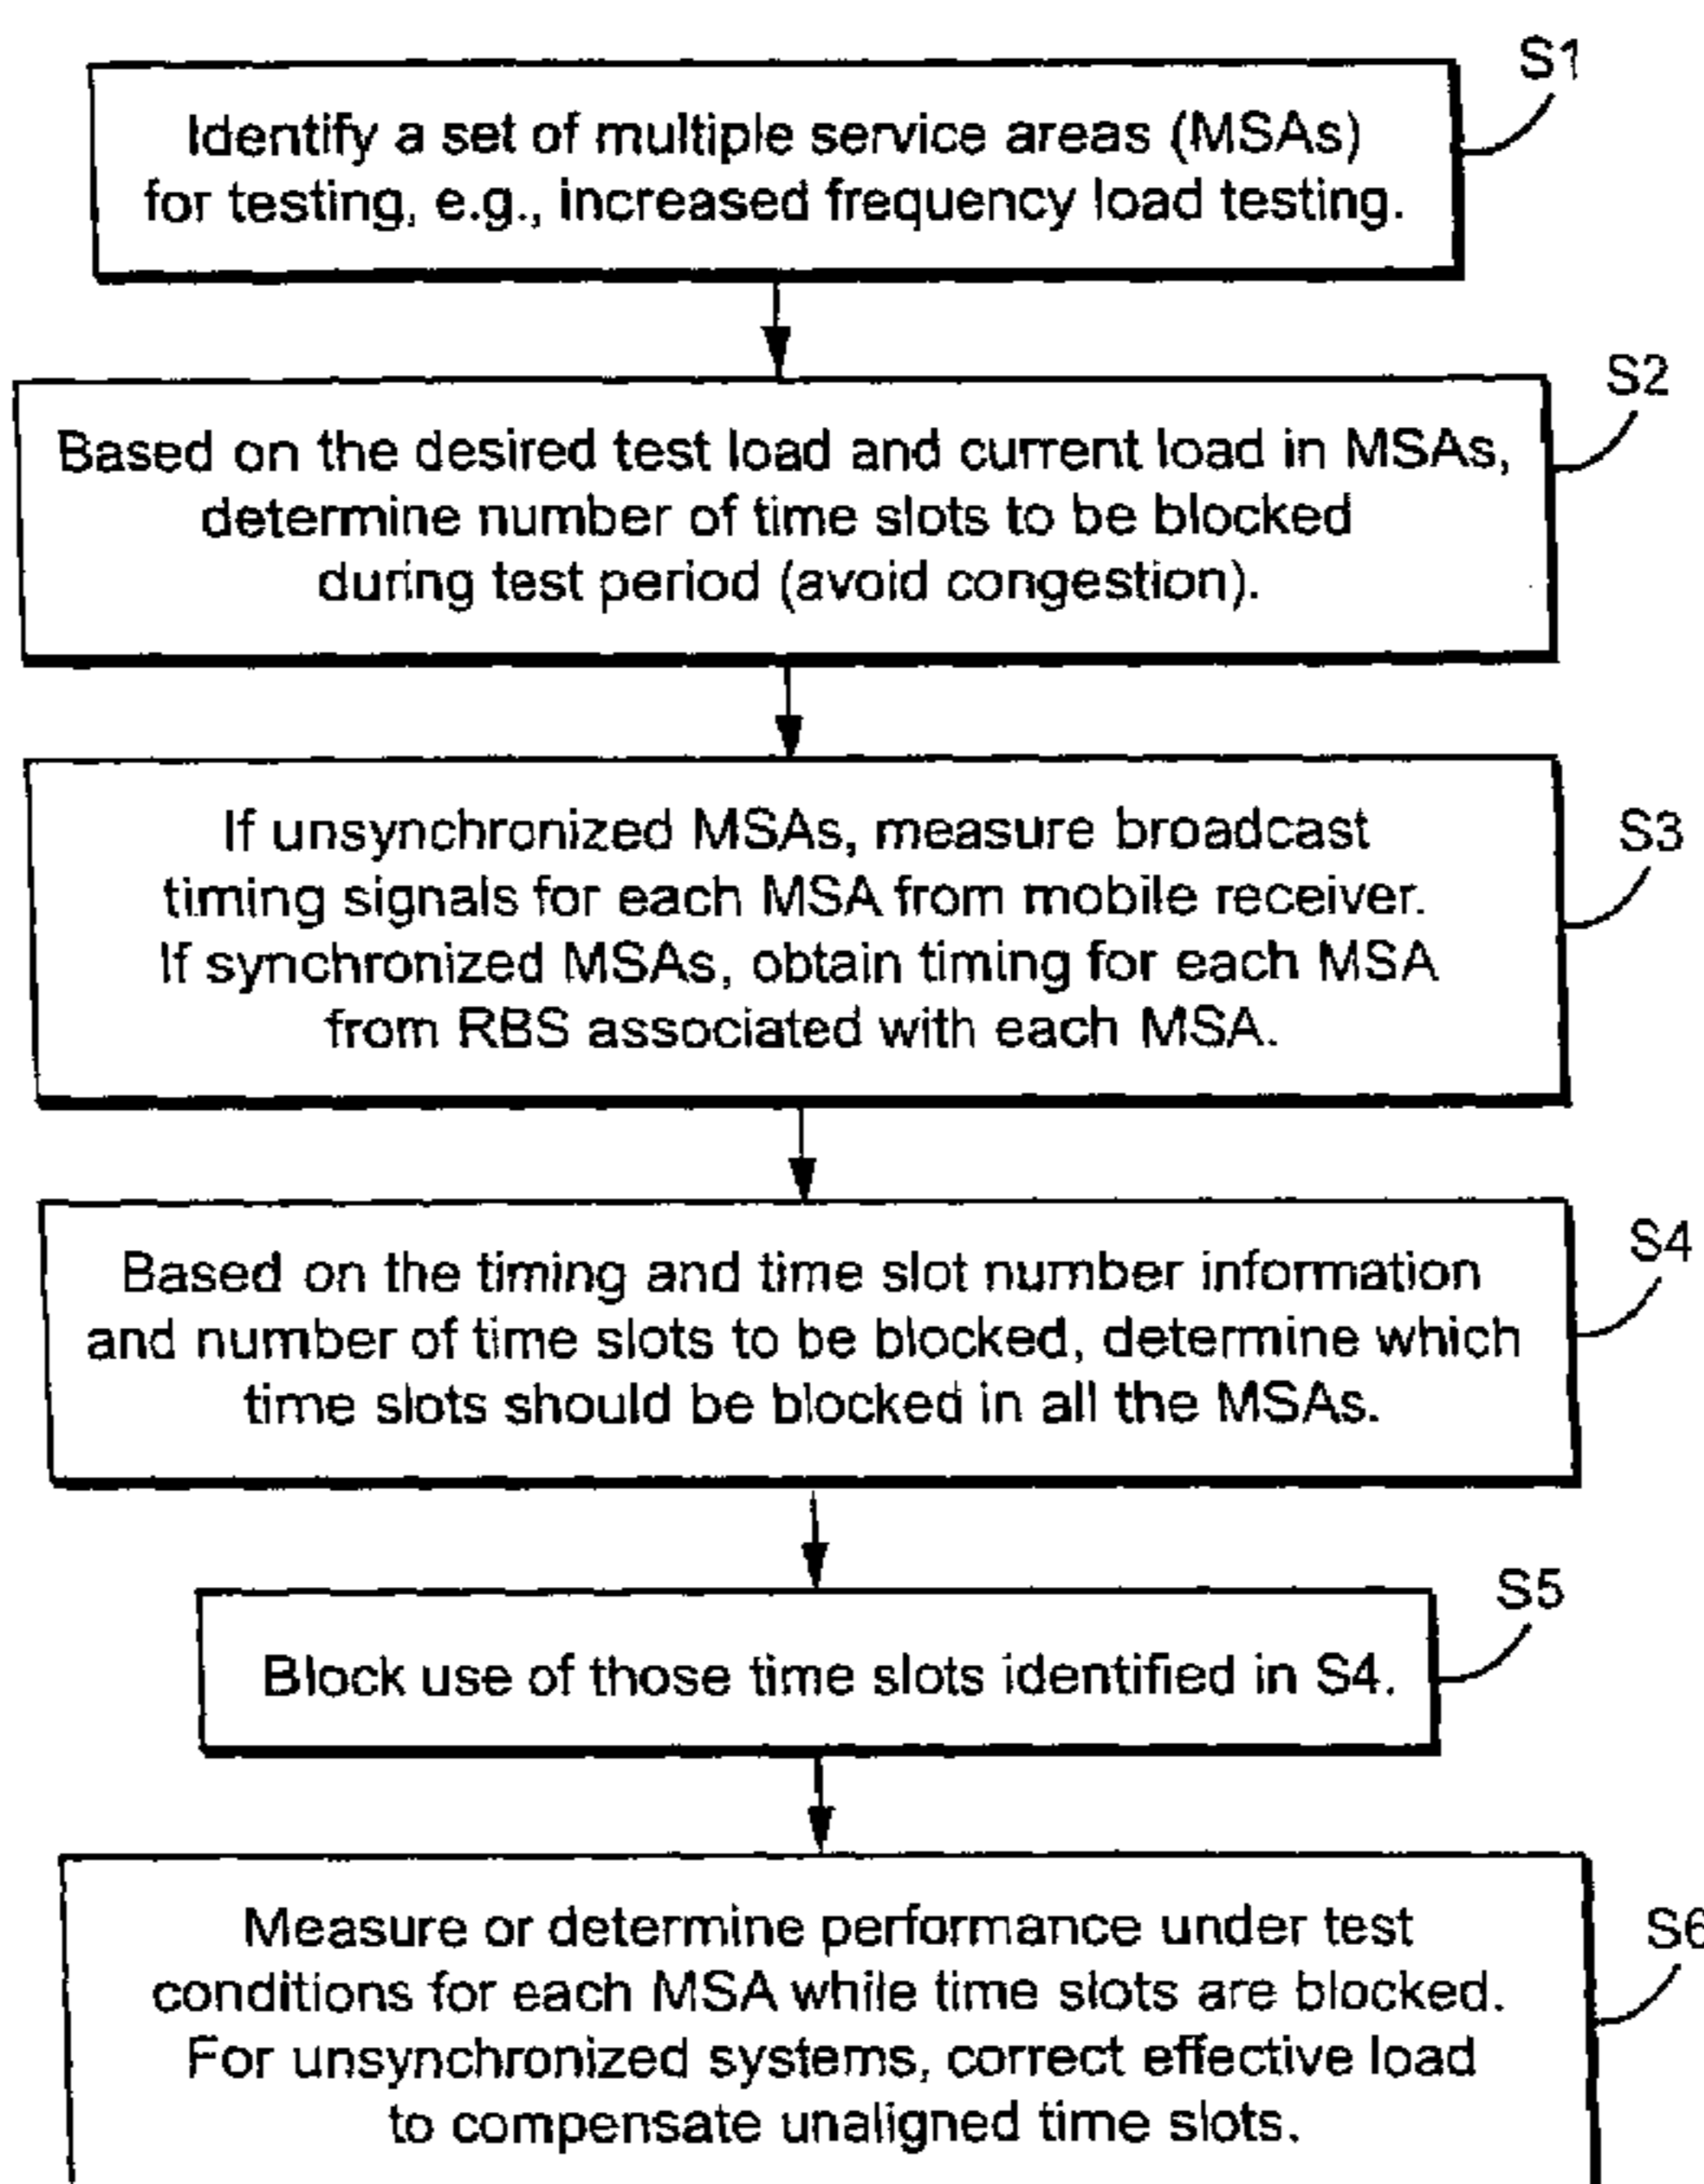 S1
Identify a set of multiple service areas (MSAs)
for testing, e.g., increased frequency load testing.
S2
Based on the desired test load and current load in MSAs,
determine number of time slots to be blocked
during test period (avoid congestion).
S3
If unsynchronized MSAs, measure broadcast
timing signals for each MSA from mobile receiver.
If synchronized MSAs, obtain timing for each MSA
from RBS associated with each MSA.
S4
Based on the timing and time slot number information
and number of time slots to be blocked, determine which
time slots should be blocked in all the MSAs.
S5
Block use of those time slots identified in S4.
S6
Measure or determine performance under test
conditions for each MSA while time slots are blocked.
For unsynchronized systems, correct effective load
to compensate unaligned time slots.